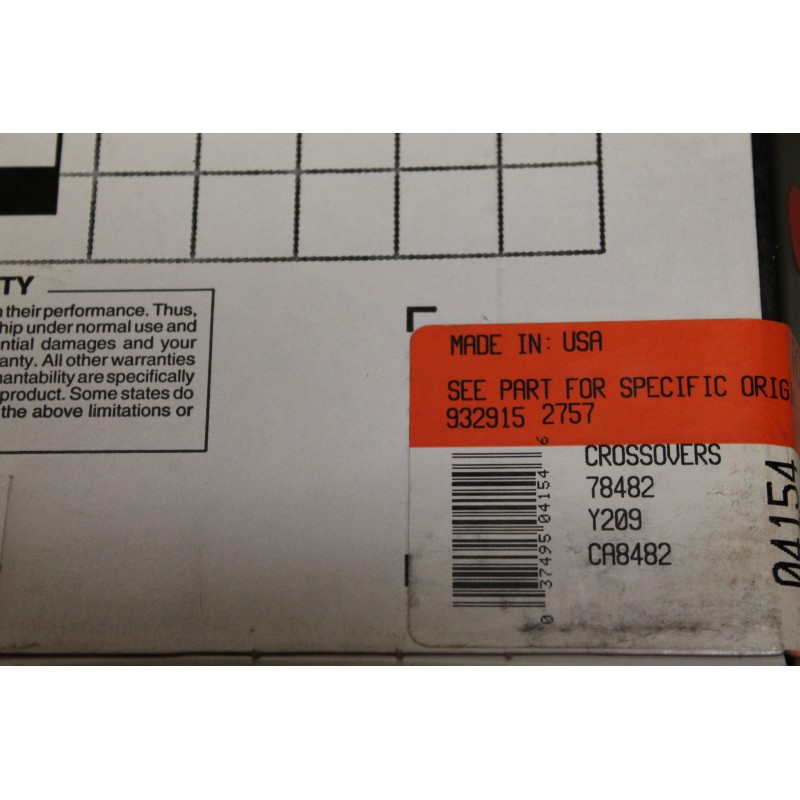 TY
their performance. Thus,
hip under normal use and
ntial damages and your
anty. All other warranties
nantability are specifically
product. Some states do
the above limitations or
MADE IN: USA
SEE PART FOR SPECIFIC ORIG
932915 2757
CROSSOVERS
78482
Y209
CA8482
0 37495 04154 6
04154